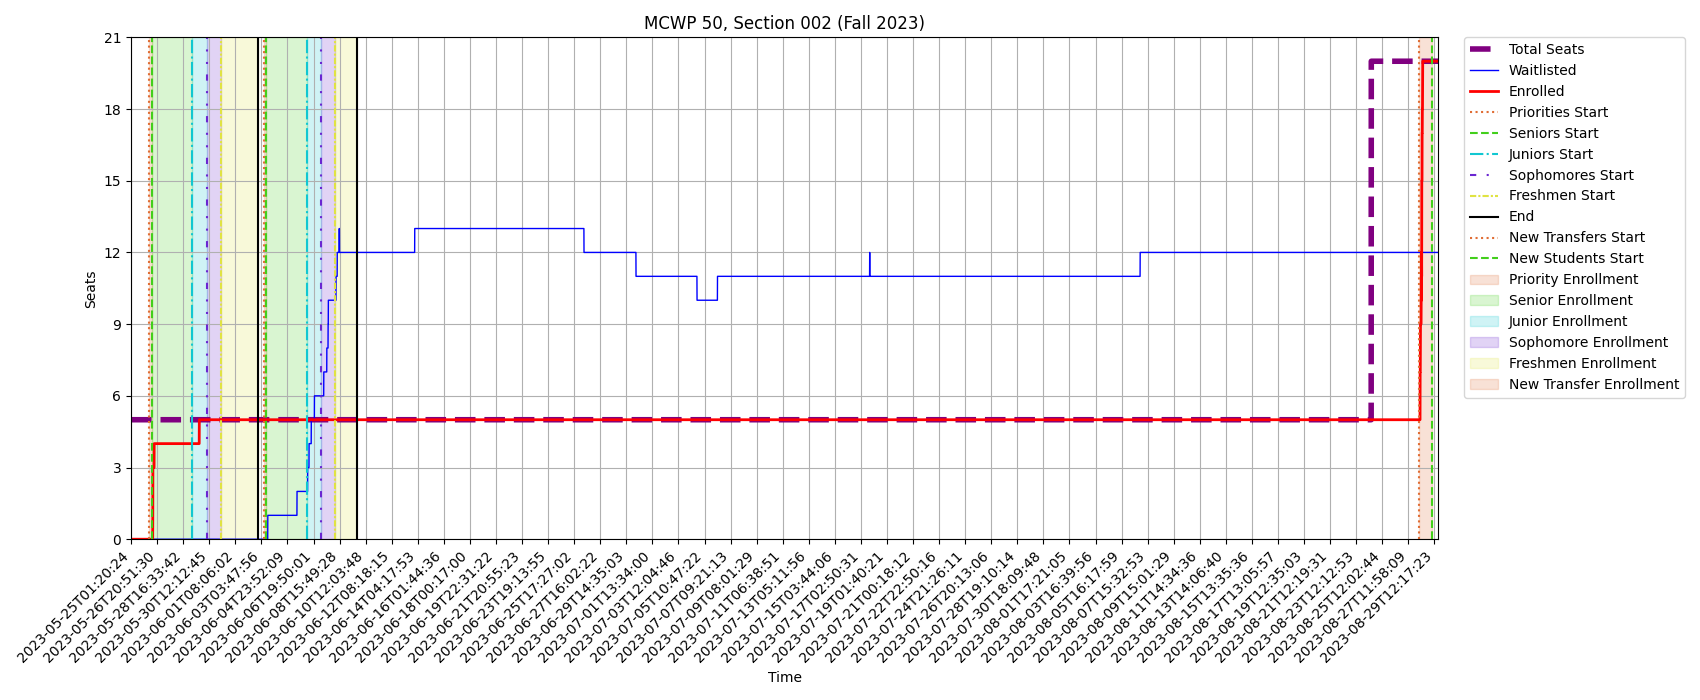 MCWP 50, Section 002 (Fall 2023)
Seats
21
18
15
12
9
6
3
0
2023-05-25T01:20:24
2023-05-26T20:51:30
2023-05-28T16:33:42
2023-05-30T12:12:45
2023-06-01T08:06:02
2023-06-03T03:47:56
2023-06-04T23:52:09
2023-06-06T19:50:01
2023-06-08T15:49:28
2023-06-10T12:03:48
2023-06-12T08:18:15
2023-06-14T04:17:53
2023-06-16T01:44:36
2023-06-18T00:17:00
2023-06-19T22:31:22
2023-06-21T20:55:23
2023-06-23T19:13:55
2023-06-25T17:27:02
2023-06-27T16:02:22
2023-06-29T14:35:03
2023-07-01T13:34:00
2023-07-03T12:04:46
2023-07-05T10:47:22
2023-07-07T09:21:13
2023-07-09T08:01:29
2023-07-11T06:38:51
2023-07-13T05:11:56
2023-07-15T03:44:06
2023-07-17T02:50:31
2023-07-19T01:40:21
2023-07-21T00:18:12
2023-07-22T22:50:16
2023-07-24T21:26:11
2023-07-26T20:13:06
2023-07-28T19:10:14
2023-07-30T18:09:48
2023-08-01T17:21:05
2023-08-03T16:39:56
2023-08-05T16:17:59
2023-08-07T15:32:53
2023-08-09T15:01:29
2023-08-11T14:34:36
2023-08-13T14:06:40
2023-08-15T13:35:36
2023-08-17T13:05:57
2023-08-19T12:35:03
2023-08-21T12:19:31
2023-08-23T12:12:53
2023-08-25T12:02:44
2023-08-27T11:58:09
2023-08-29T12:17:23
Time
Total Seats
Waitlisted
Enrolled
Priorities Start
Seniors Start
Juniors Start
Sophomores Start
Freshmen Start
End
New Transfers Start
New Students Start
Priority Enrollment
Senior Enrollment
Junior Enrollment
Sophomore Enrollment
Freshmen Enrollment
New Transfer Enrollment